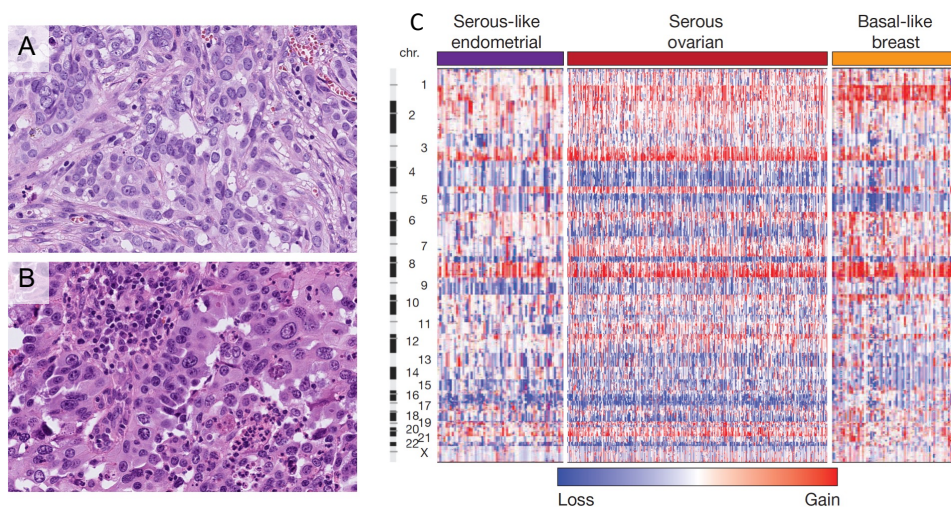 A
B
C
Serous-like
endometrial
Serous
ovarian
Basal-like
breast
chr.
1
2
3
4
5
6
7
8
9
10
11
12
13
14
15
16
17
18
19
20
21
22
X
Loss
Gain